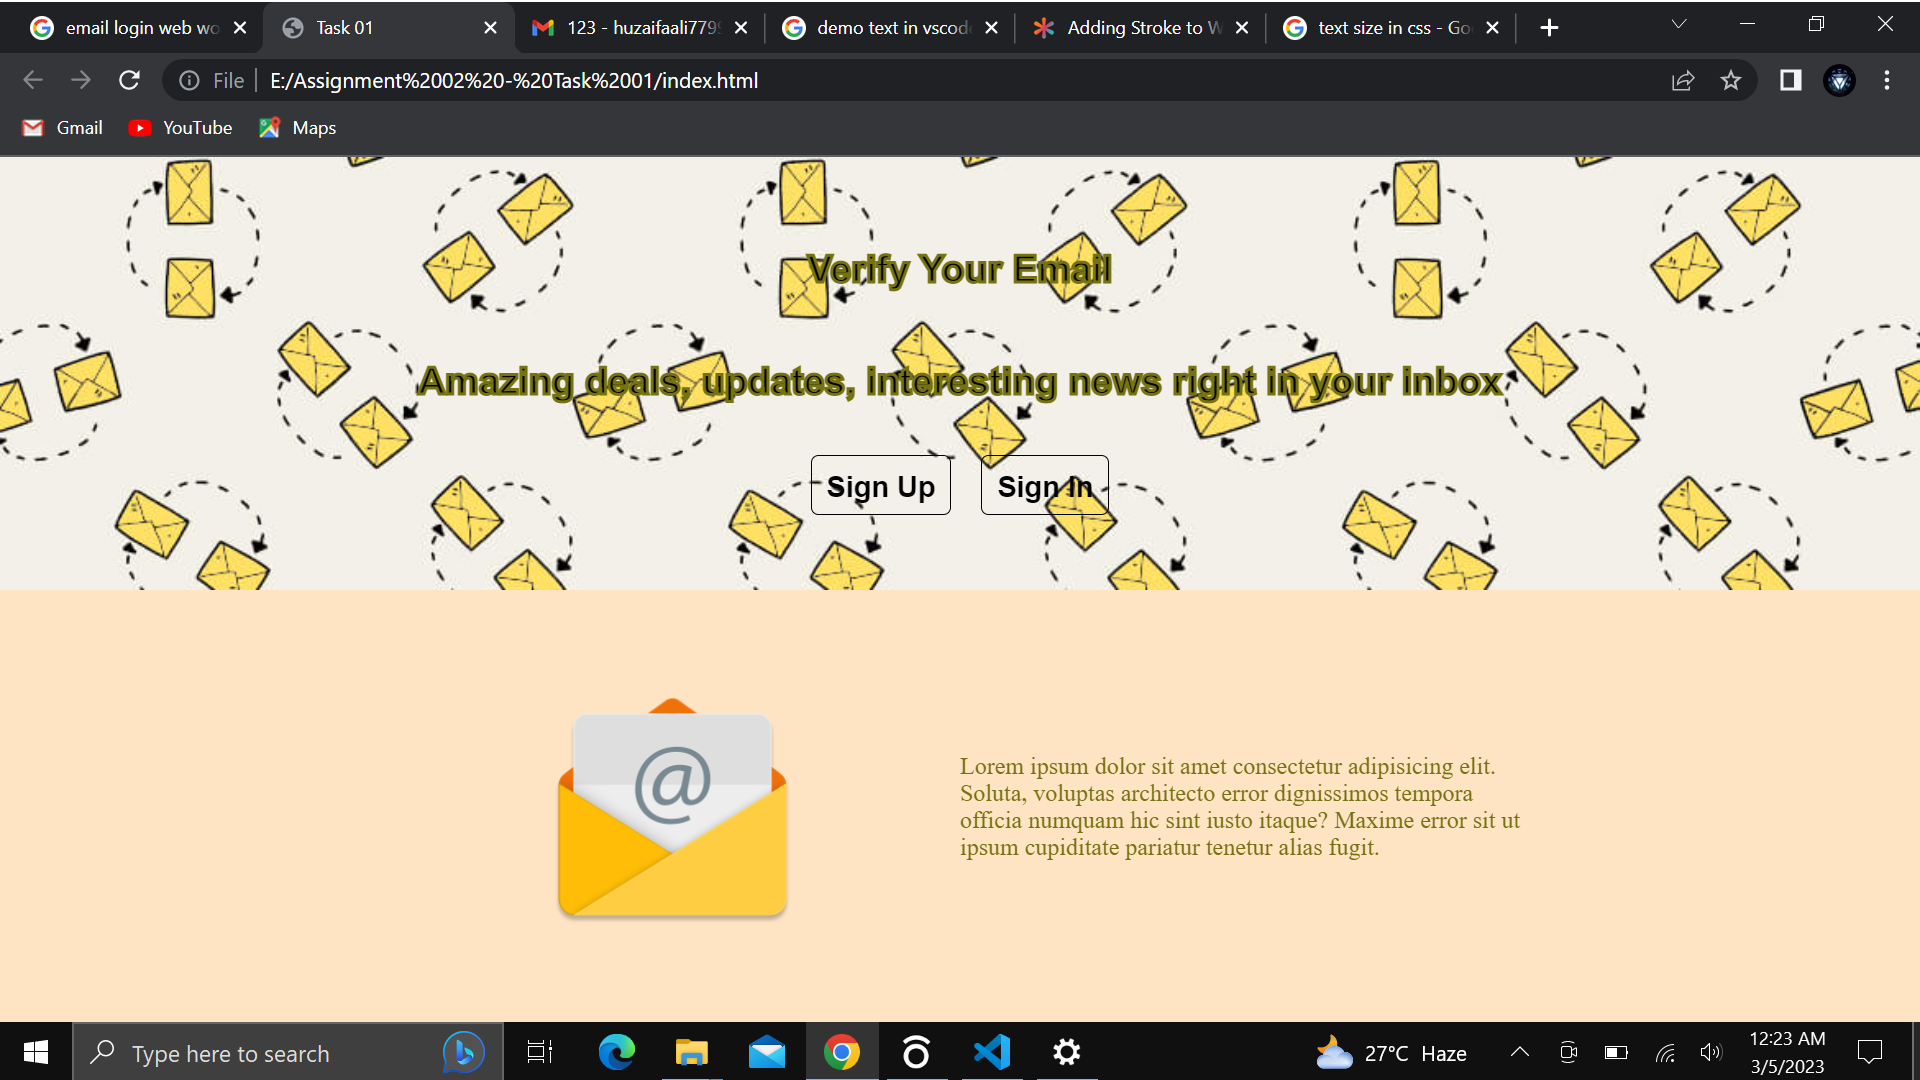 email login web wo
Task 01
123 - huzaifaali779
demo text in vscod
Adding Stroke to W
text size in css - Go
File
E:/Assignment%2002%20-%20Task%2001/index.html
Gmail
YouTube
Maps
Verify Your Email
Amazing deals, updates, interesting news right in your inbox
Sign Up
Sign In
@
Lorem ipsum dolor sit amet consectetur adipisicing elit.
Soluta, voluptas architecto error dignissimos tempora
officia numquam hic sint iusto itaque? Maxime error sit ut
ipsum cupiditate pariatur tenetur alias fugit.
Type here to search
27°C Haze
12:23 AM
3/5/2023